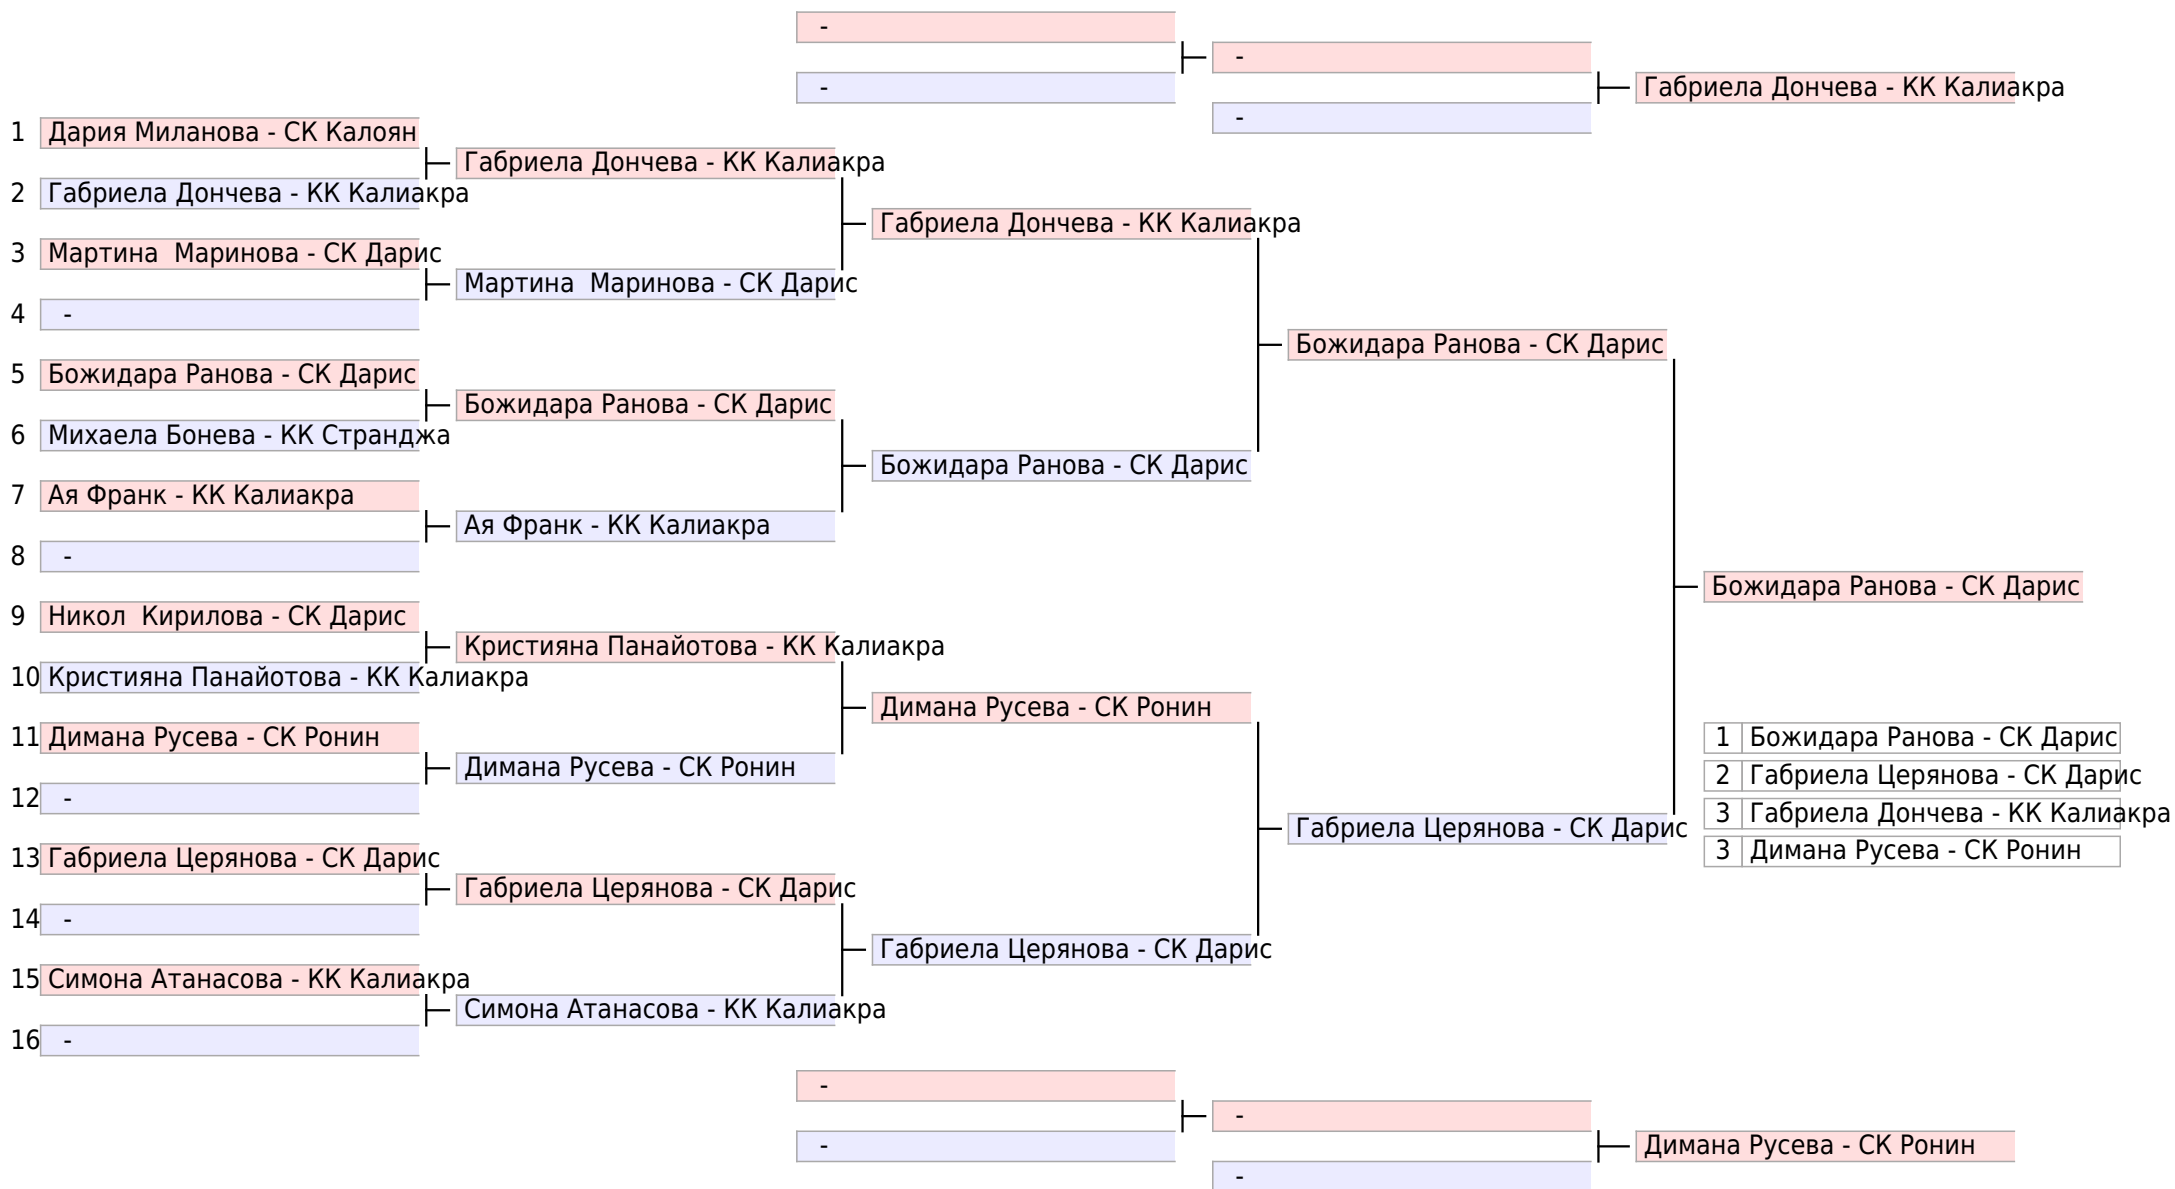 -
-
-
-
Габриела Дончева - КК Калиакра
1 Дария Миланова - СК Калоян
2 Габриела Дончева - КК Калиакра
3 Мартина  Маринова - СК Дарис
4 -
5 Божидара Ранова - СК Дарис
6 Михаела Бонева - КК Странджа
7 Ая Франк - КК Калиакра
8 -
9 Никол  Кирилова - СК Дарис
10 Кристияна Панайотова - КК Калиакра
11 Димана Русева - СК Ронин
12 -
13 Габриела Церянова - СК Дарис
14 -
15 Симона Атанасова - КК Калиакра
16 -
Габриела Дончева - КК Калиакра
Мартина  Маринова - СК Дарис
Божидара Ранова - СК Дарис
Ая Франк - КК Калиакра
Кристияна Панайотова - КК Калиакра
Димана Русева - СК Ронин
Габриела Церянова - СК Дарис
Симона Атанасова - КК Калиакра
Габриела Дончева - КК Калиакра
Божидара Ранова - СК Дарис
Димана Русева - СК Ронин
Габриела Церянова - СК Дарис
Божидара Ранова - СК Дарис
Габриела Церянова - СК Дарис
Божидара Ранова - СК Дарис
1 Божидара Ранова - СК Дарис
2 Габриела Церянова - СК Дарис
3 Габриела Дончева - КК Калиакра
3 Димана Русева - СК Ронин
-
-
-
-
Димана Русева - СК Ронин